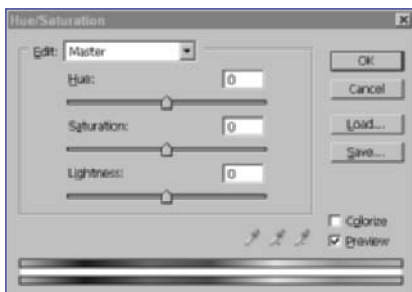 Hue/Saturation
Edit: Master
Hue: 0
Saturation: 0
Lightness: 0
OK
Cancel
Load...
Save...
Colorize
Preview